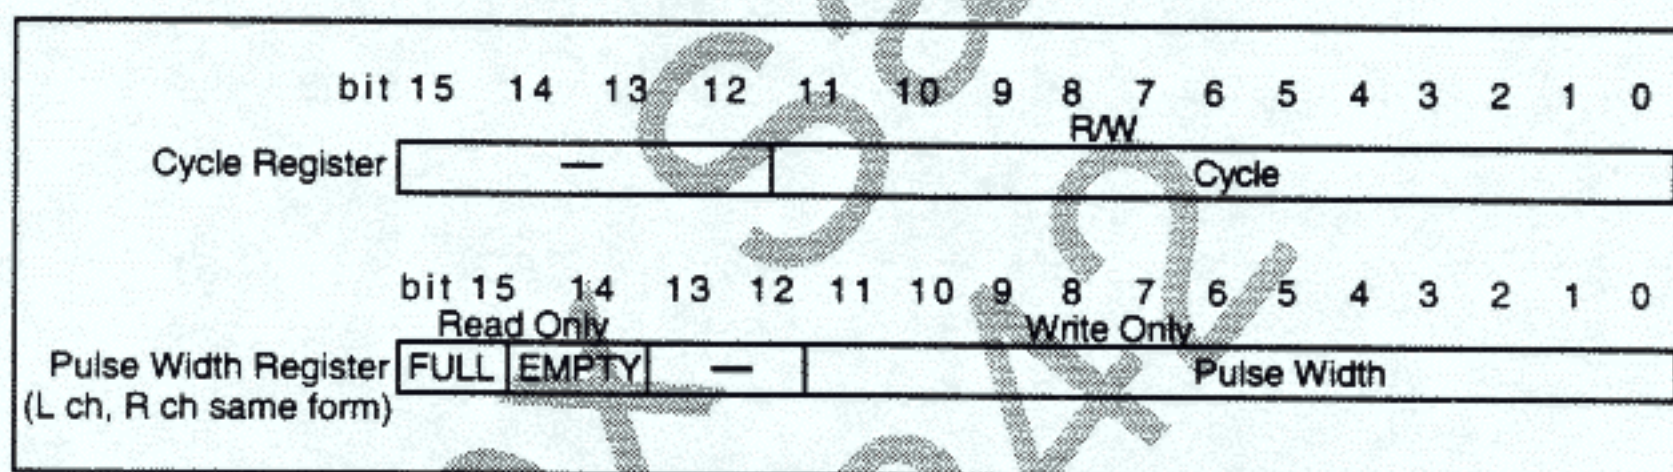 bit 15 14 13 12 11 10 9 8 7 6 5 4 3 2 1 0
R/W
Cycle Register — Cycle
bit 15 14 13 12 11 10 9 8 7 6 5 4 3 2 1 0
Read Only Write Only
Pulse Width Register FULL EMPTY — Pulse Width
(L ch, R ch same form)